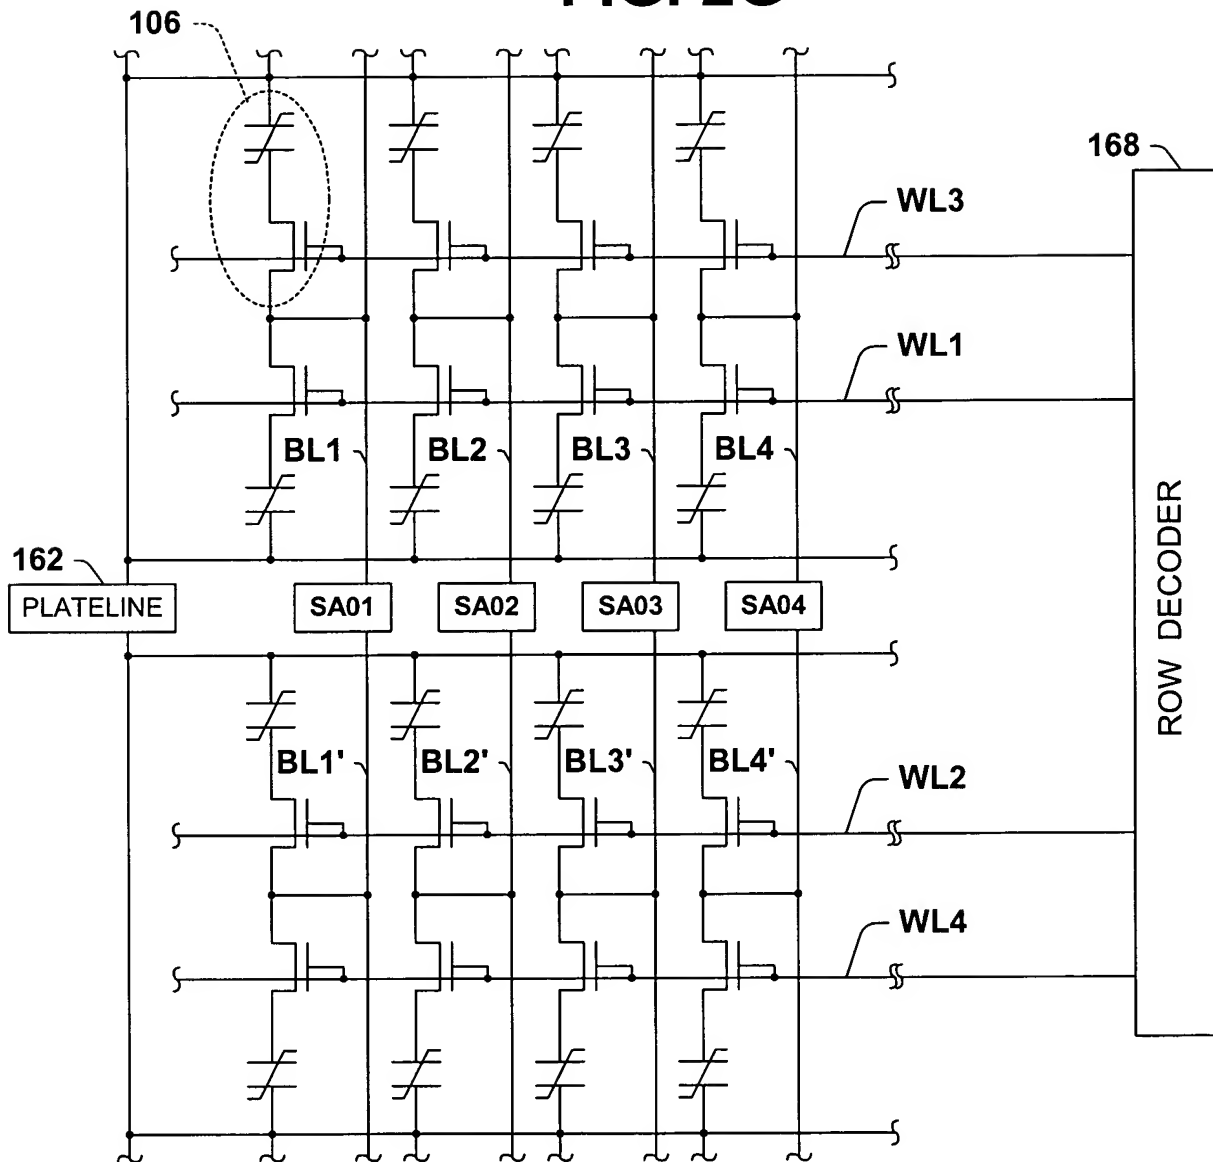 106
168
WL3
WL1
BL1
BL2
BL3
BL4
162
PLATELINE
SA01
SA02
SA03
SA04
ROW DECODER
BL1'
BL2'
BL3'
BL4'
WL2
WL4